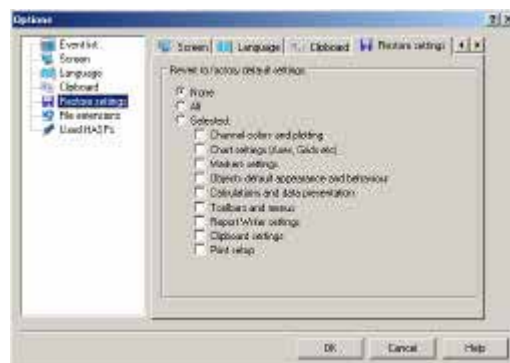 Options
Event list
Screen
Language
Clipboard
Restore settings
File extensions
Used HASPs
Screen
Language
Clipboard
Restore settings
Revert to factory default settings
None
All
Selected:
Channel colors and plotting
Chart settings (Axes, Grids etc)
Markers settings
Objects default appearance and behaviour
Calculations and data presentation
Toolbars and menus
Report Writer settings
Clipboard settings
Print setup
OK
Cancel
Help